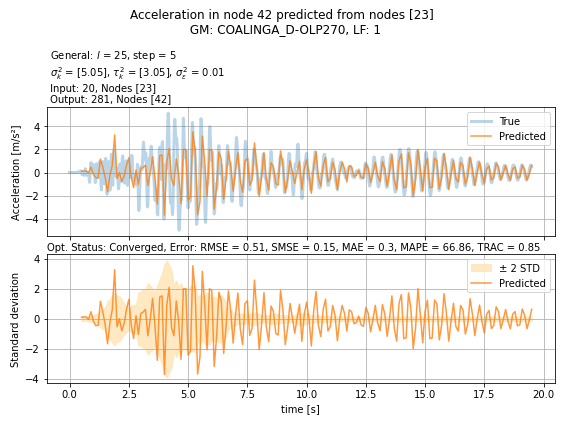 Acceleration in node 42 predicted from nodes [23]
GM: COALINGA_D-OLP270, LF: 1
General: l = 25, step = 5
σ²ₖ = [5.05], τ²ₖ = [3.05], σ²ε = 0.01
Input: 20, Nodes [23]
Output: 281, Nodes [42]
Acceleration [m/s²]
4
2
0
−2
−4
True
Predicted
Opt. Status: Converged, Error: RMSE = 0.51, SMSE = 0.15, MAE = 0.3, MAPE = 66.86, TRAC = 0.85
Standard deviation
4
2
0
−2
−4
± 2 STD
Predicted
0.0 2.5 5.0 7.5 10.0 12.5 15.0 17.5 20.0
time [s]